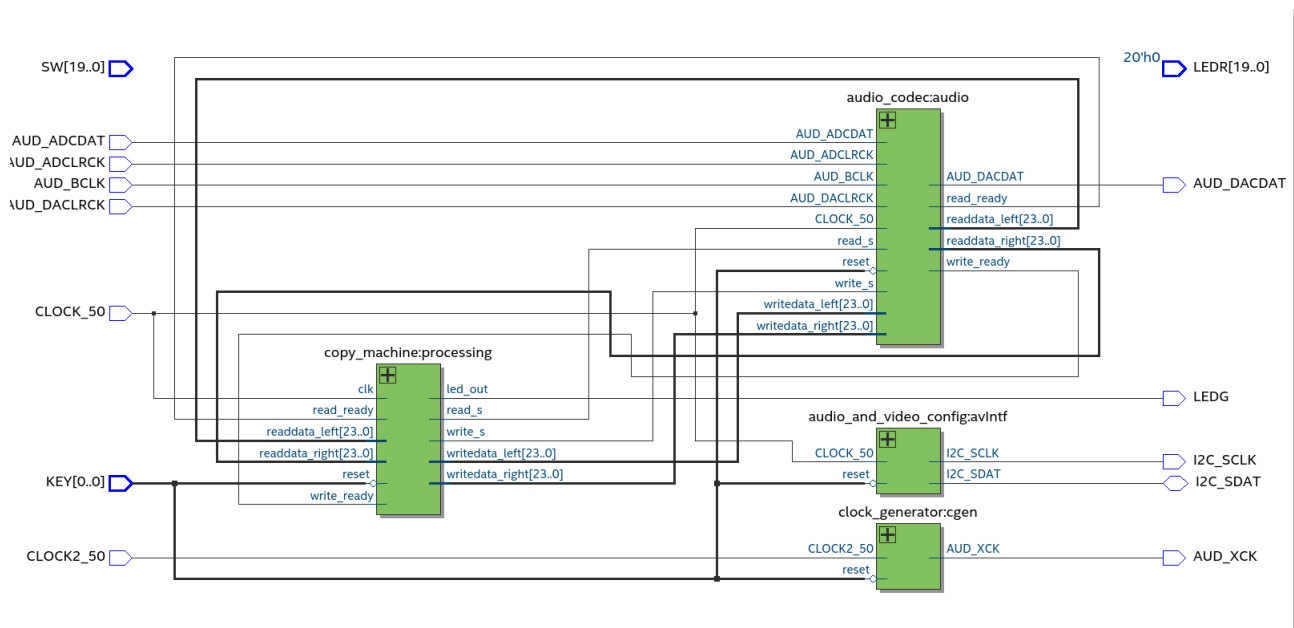 SW[19..0]
20'h0
LEDR[19..0]
audio_codec:audio
AUD_ADCDAT
AUD_ADCDAT
AUD_ADCLRCK
AUD_ADCLRCK
AUD_BCLK
AUD_BCLK
AUD_DACDAT
AUD_DACDAT
AUD_DACLRCK
AUD_DACLRCK
read_ready
CLOCK_50
readdata_left[23..0]
read_s
readdata_right[23..0]
reset
write_ready
write_s
writedata_left[23..0]
writedata_right[23..0]
CLOCK_50
copy_machine:processing
clk
led_out
LEDG
read_ready
read_s
readdata_left[23..0]
write_s
readdata_right[23..0]
writedata_left[23..0]
reset
writedata_right[23..0]
write_ready
KEY[0..0]
audio_and_video_config:avIntf
CLOCK_50
I2C_SCLK
I2C_SCLK
reset
I2C_SDAT
I2C_SDAT
clock_generator:cgen
CLOCK2_50
CLOCK2_50
AUD_XCK
AUD_XCK
reset